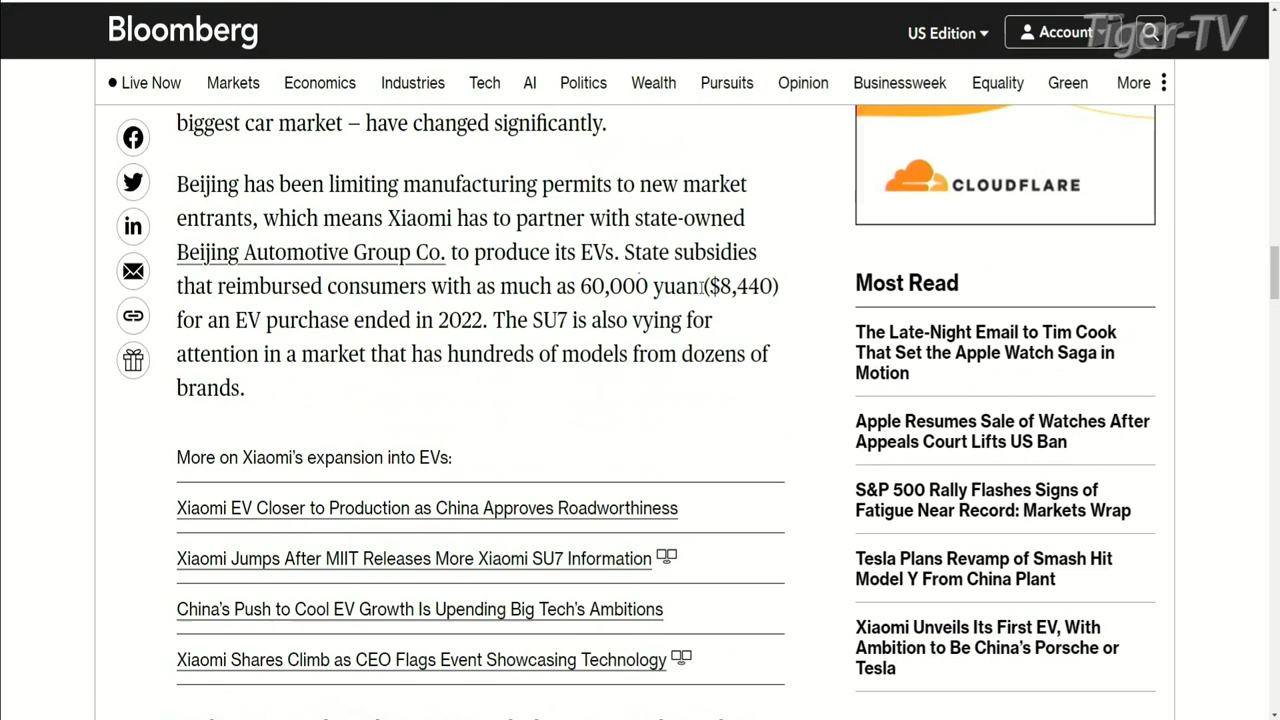 Bloomberg
US Edition
Account
Tiger-TV
Live Now
Markets
Economics
Industries
Tech
AI
Politics
Wealth
Pursuits
Opinion
Businessweek
Equality
Green
More
biggest car market – have changed significantly.
Beijing has been limiting manufacturing permits to new market
entrants, which means Xiaomi has to partner with state-owned
Beijing Automotive Group Co. to produce its EVs. State subsidies
that reimbursed consumers with as much as 60,000 yuan ($8,440)
for an EV purchase ended in 2022. The SU7 is also vying for
attention in a market that has hundreds of models from dozens of
brands.
More on Xiaomi's expansion into EVs:
Xiaomi EV Closer to Production as China Approves Roadworthiness
Xiaomi Jumps After MIIT Releases More Xiaomi SU7 Information
China's Push to Cool EV Growth Is Upending Big Tech's Ambitions
Xiaomi Shares Climb as CEO Flags Event Showcasing Technology
CLOUDFLARE
Most Read
The Late-Night Email to Tim Cook
That Set the Apple Watch Saga in
Motion
Apple Resumes Sale of Watches After
Appeals Court Lifts US Ban
S&P 500 Rally Flashes Signs of
Fatigue Near Record: Markets Wrap
Tesla Plans Revamp of Smash Hit
Model Y From China Plant
Xiaomi Unveils Its First EV, With
Ambition to Be China's Porsche or
Tesla